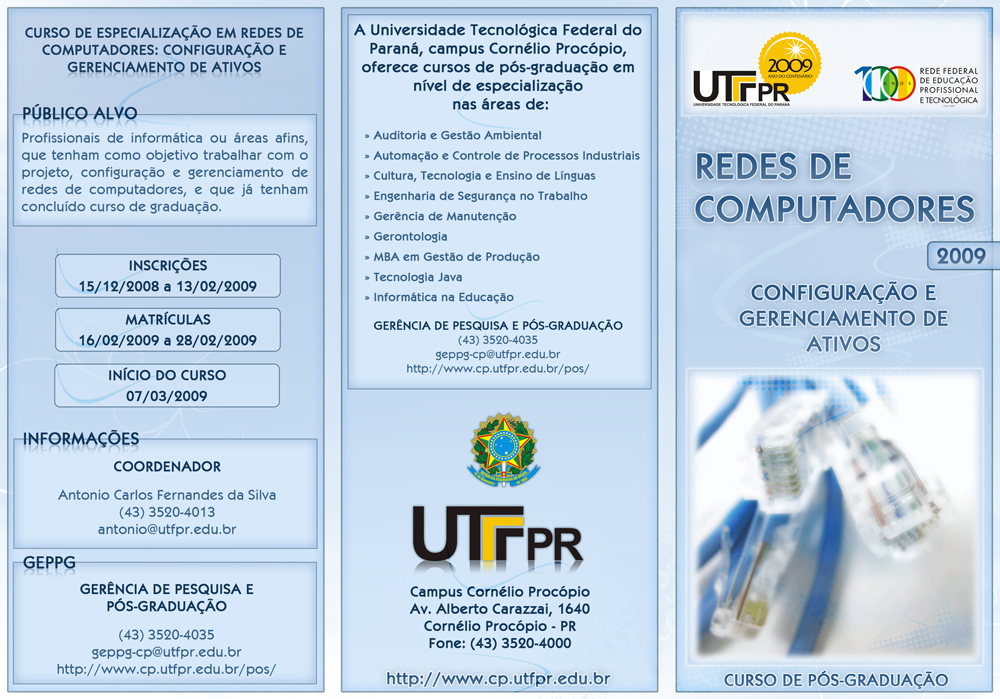 CURSO DE ESPECIALIZAÇÃO EM REDES DE
COMPUTADORES: CONFIGURAÇÃO E
GERENCIAMENTO DE ATIVOS
PÚBLICO ALVO
Profissionais de informática ou áreas afins,
que tenham como objetivo trabalhar com o
projeto, configuração e gerenciamento de
redes de computadores, e que já tenham
concluído curso de graduação.
INSCRIÇÕES
15/12/2008 a 13/02/2009
MATRÍCULAS
16/02/2009 a 28/02/2009
INÍCIO DO CURSO
07/03/2009
INFORMAÇÕES
COORDENADOR
Antonio Carlos Fernandes da Silva
(43) 3520-4013
antonio@utfpr.edu.br
GEPPG
GERÊNCIA DE PESQUISA E
PÓS-GRADUAÇÃO
(43) 3520-4035
geppg-cp@utfpr.edu.br
http://www.cp.utfpr.edu.br/pos/
A Universidade Tecnológica Federal do
Paraná, campus Cornélio Procópio,
oferece cursos de pós-graduação em
nível de especialização
nas áreas de:
» Auditoria e Gestão Ambiental
» Automação e Controle de Processos Industriais
» Cultura, Tecnologia e Ensino de Línguas
» Engenharia de Segurança no Trabalho
» Gerência de Manutenção
» Gerontologia
» MBA em Gestão de Produção
» Tecnologia Java
» Informática na Educação
GERÊNCIA DE PESQUISA E PÓS-GRADUAÇÃO
(43) 3520-4035
geppg-cp@utfpr.edu.br
http://www.cp.utfpr.edu.br/pos/
UTFPR
Campus Cornélio Procópio
Av. Alberto Carazzai, 1640
Cornélio Procópio - PR
Fone: (43) 3520-4000
http://www.cp.utfpr.edu.br
2009
ANO DO CENTENÁRIO
UTFPR
UNIVERSIDADE TECNOLÓGICA FEDERAL DO PARANÁ
100
ANOS
REDE FEDERAL
DE EDUCAÇÃO
PROFISSIONAL
E TECNOLÓGICA
REDES DE
COMPUTADORES
2009
CONFIGURAÇÃO E
GERENCIAMENTO DE
ATIVOS
CURSO DE PÓS-GRADUAÇÃO